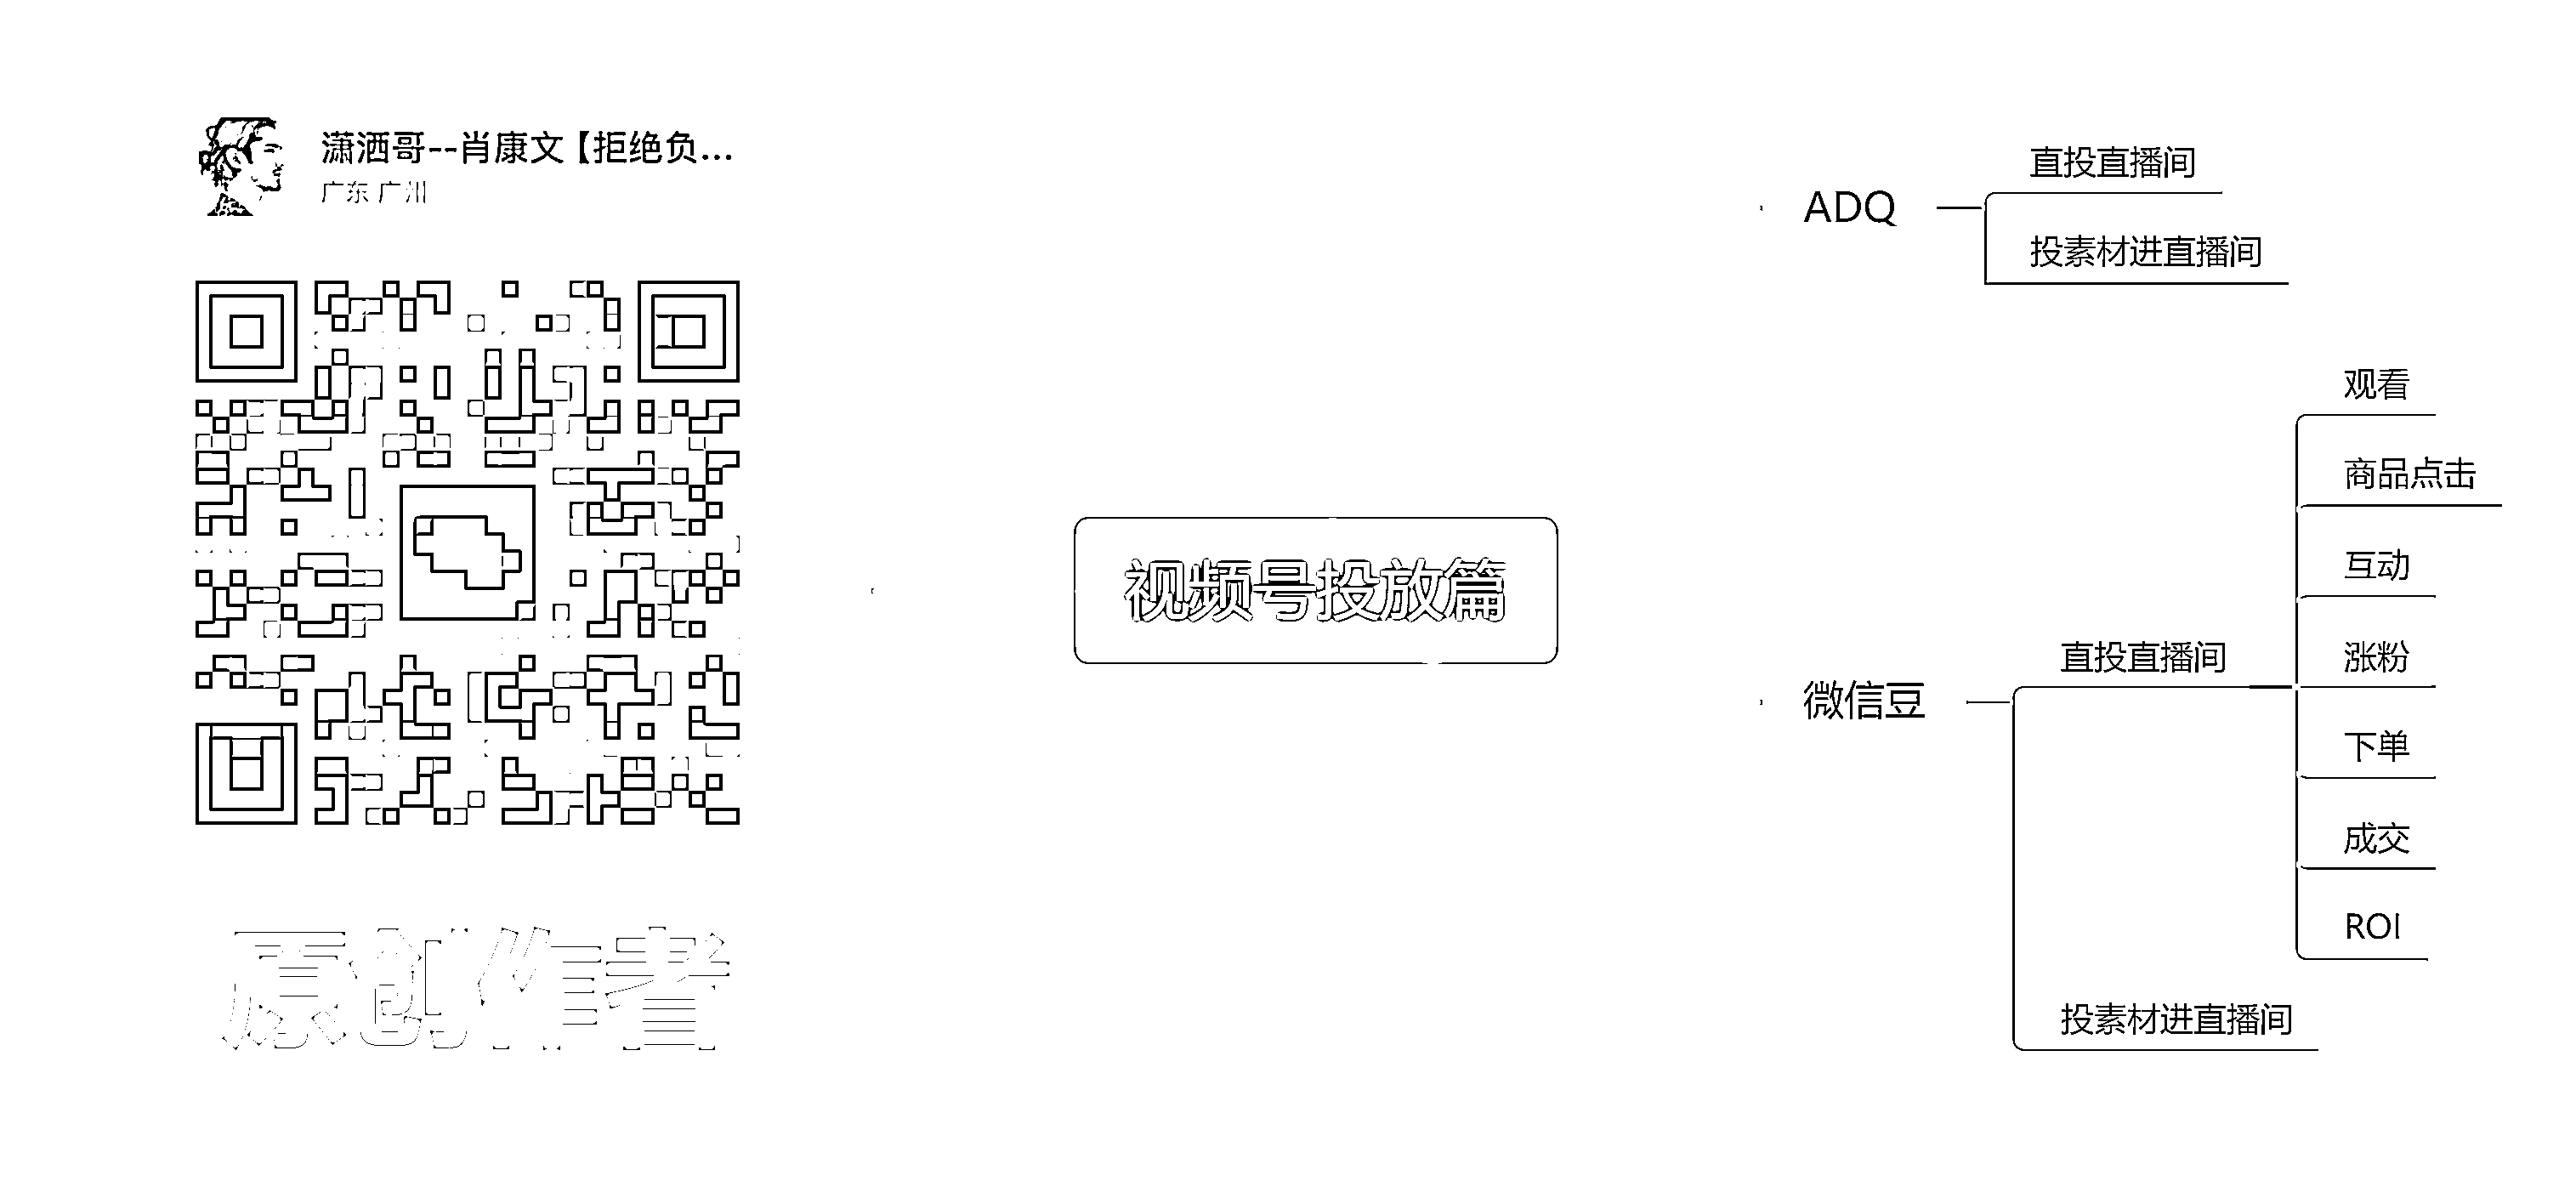 潇洒哥--肖康文【拒绝负...
广东 广州
原创作者
视频号投放篇
ADQ
直投直播间
投素材进直播间
微信豆
直投直播间
观看
商品点击
互动
涨粉
下单
成交
ROI
投素材进直播间